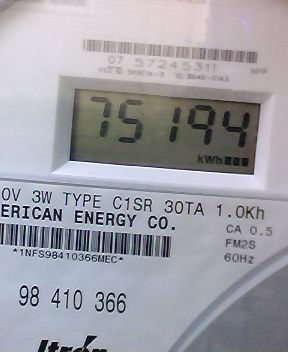 07 57245311
75194
kWh
0V 3W TYPE C1SR 30TA 1.0Kh
ERICAN ENERGY CO.
CA 0.5
FM2S
60Hz
*1NFS98410366MEC*
98 410 366
Itrón